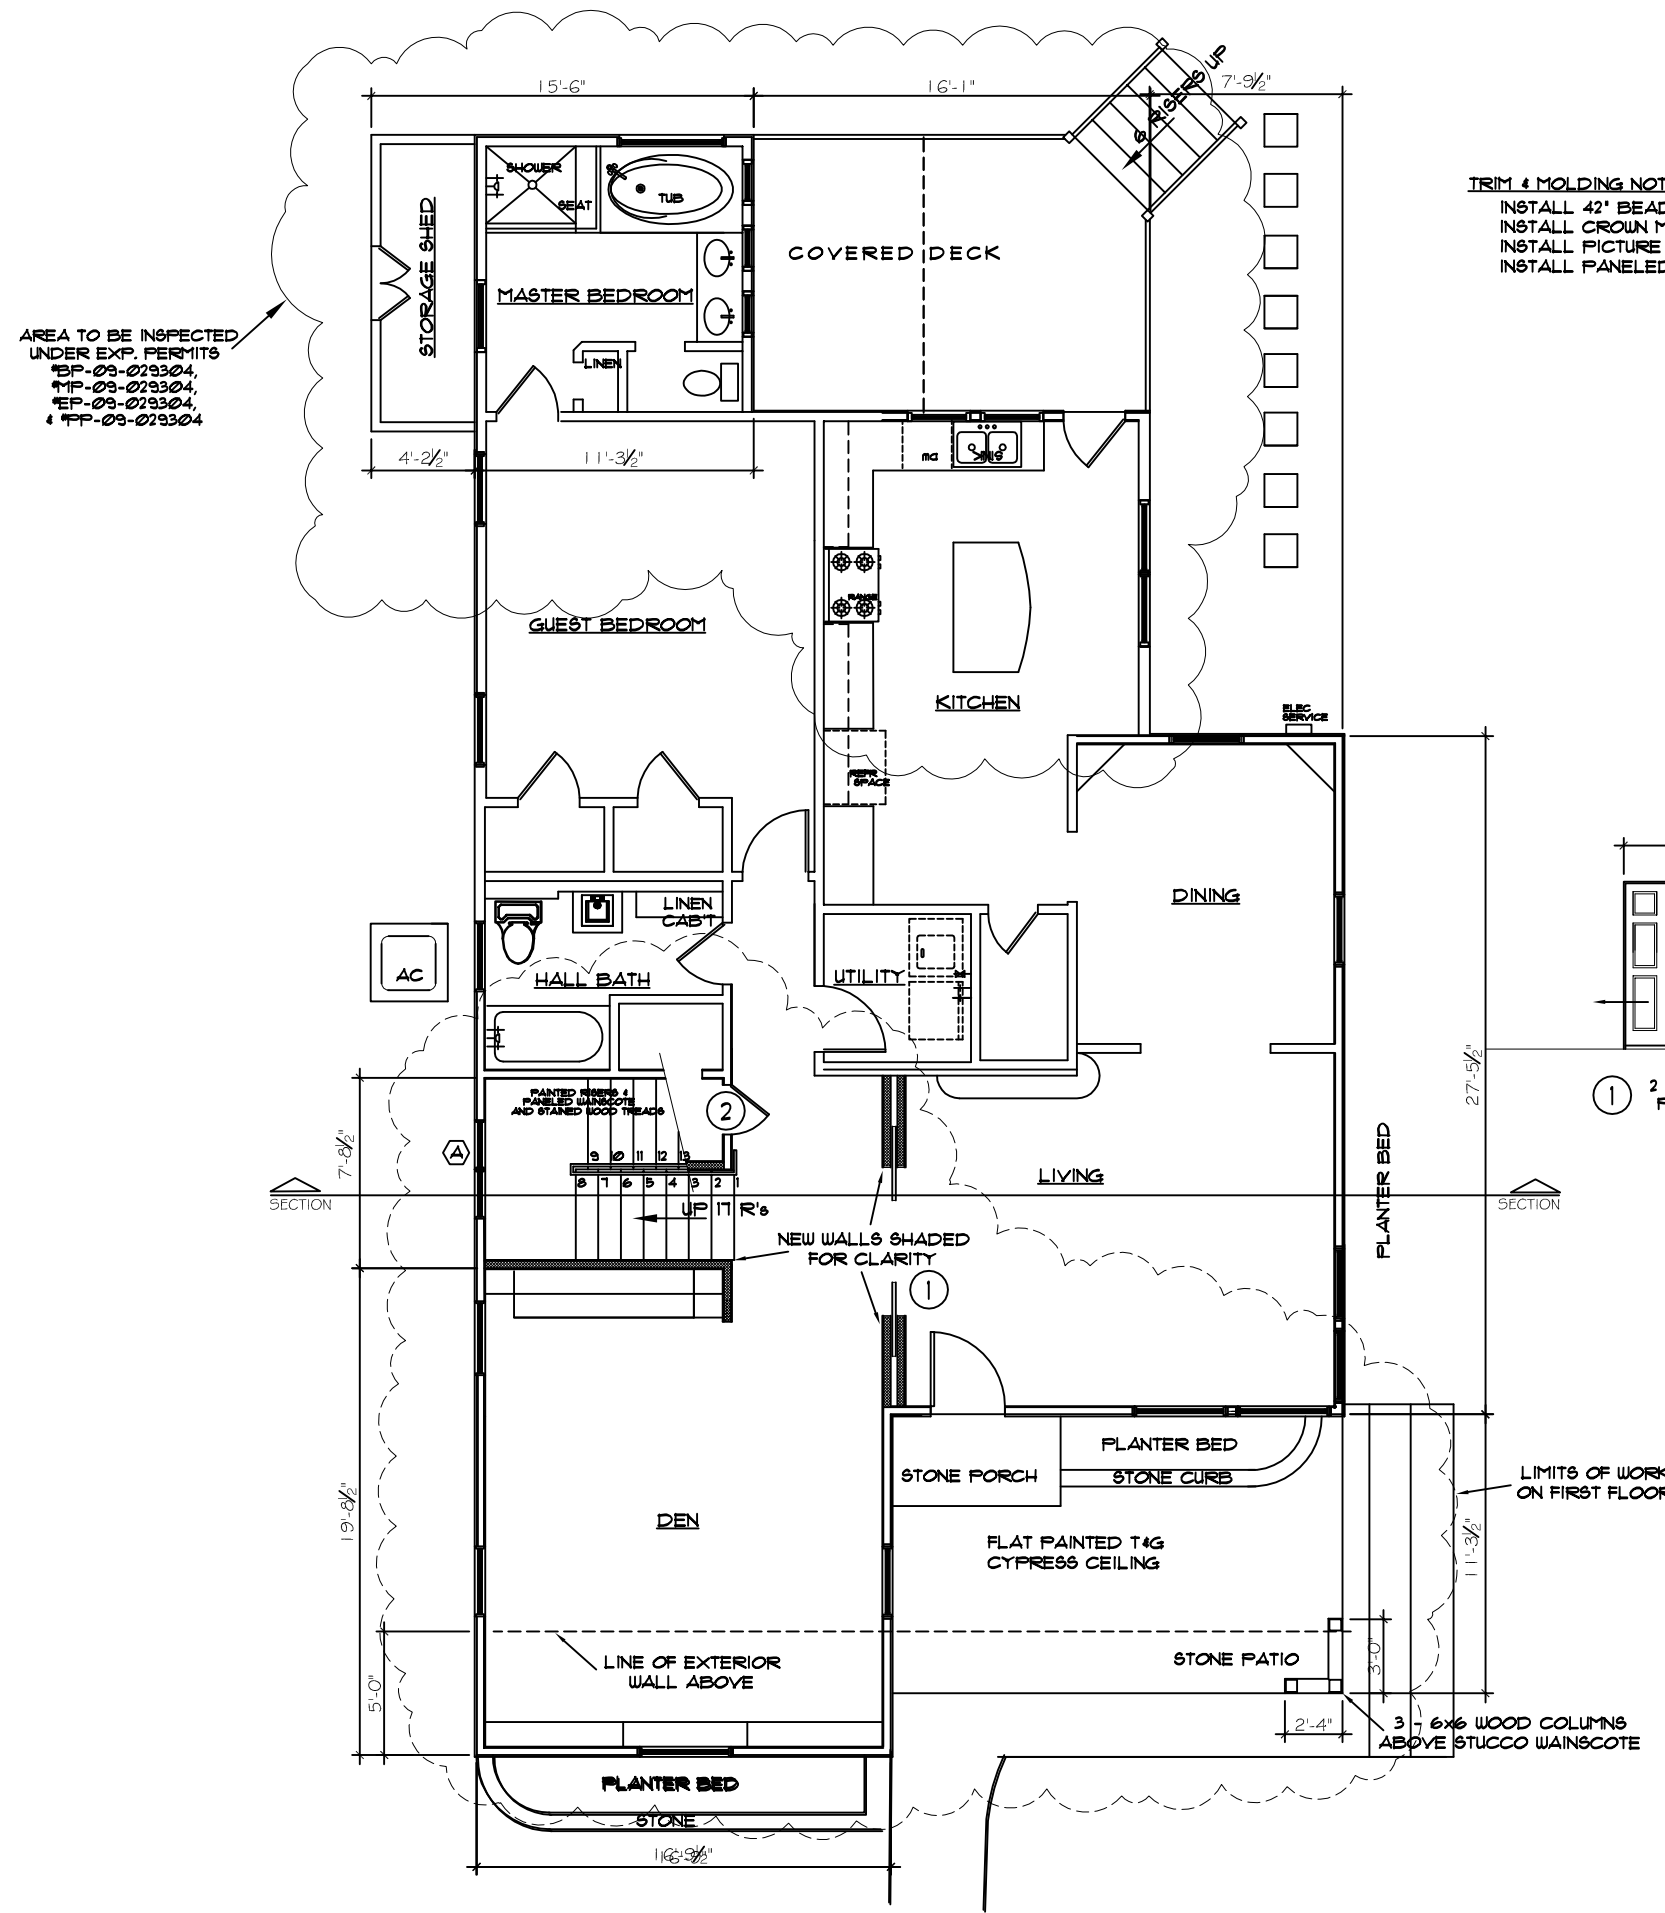 15'-6"
16'-1"
7'-9½"
6 RISERS UP
SHOWER
SEAT
TUB
STORAGE SHED
COVERED DECK
MASTER BEDROOM
LINEN
TRIM & MOLDING NOT
INSTALL 42" BEAD
INSTALL CROWN M
INSTALL PICTURE
INSTALL PANELED
AREA TO BE INSPECTED
UNDER EXP. PERMITS
#BP-09-029304,
#MP-09-029304,
#EP-09-029304,
& #PP-09-029304
4'-2½"
11'-3½"
DW
SINK
RANGE
GUEST BEDROOM
KITCHEN
ELEC
SERVICE
REFR
SPACE
DINING
LINEN
CAB'T
AC
HALL BATH
UTILITY
27'-5½"
PAINTED RISERS &
PANELED WAINSCOTE
AND STAINED WOOD TREADS
2
1
2
F
7'-8½"
A
9 10 11 12 13
8 7 6 5 4 3 2 1
UP 17 R's
LIVING
PLANTER BED
SECTION
SECTION
NEW WALLS SHADED
FOR CLARITY
1
PLANTER BED
STONE CURB
STONE PORCH
LIMITS OF WORK
ON FIRST FLOOR
19'-8½"
DEN
FLAT PAINTED T&G
CYPRESS CEILING
11'-3½"
LINE OF EXTERIOR
WALL ABOVE
STONE PATIO
3'-0"
5'-0"
2'-4"
3 - 6x6 WOOD COLUMNS
ABOVE STUCCO WAINSCOTE
PLANTER BED
STONE